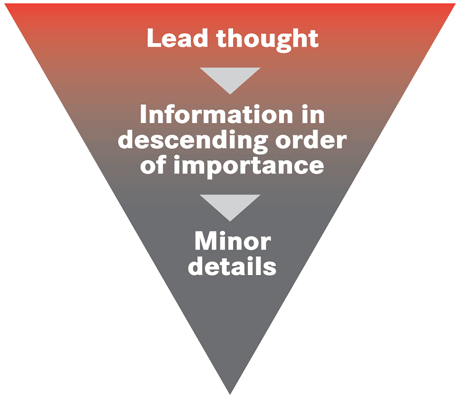 Lead thought
Information in
descending order
of importance
Minor
details